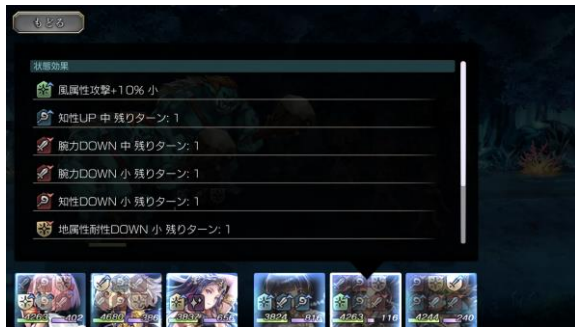 もどる
状態効果
風属性攻撃+10% 小
知性UP 中 残りターン: 1
腕力DOWN 中 残りターン: 1
腕力DOWN 小 残りターン: 1
知性DOWN 小 残りターン: 1
地属性耐性DOWN 小 残りターン: 1
4263 402 4680 386 3832 656 3824 816 4263 116 4244 240